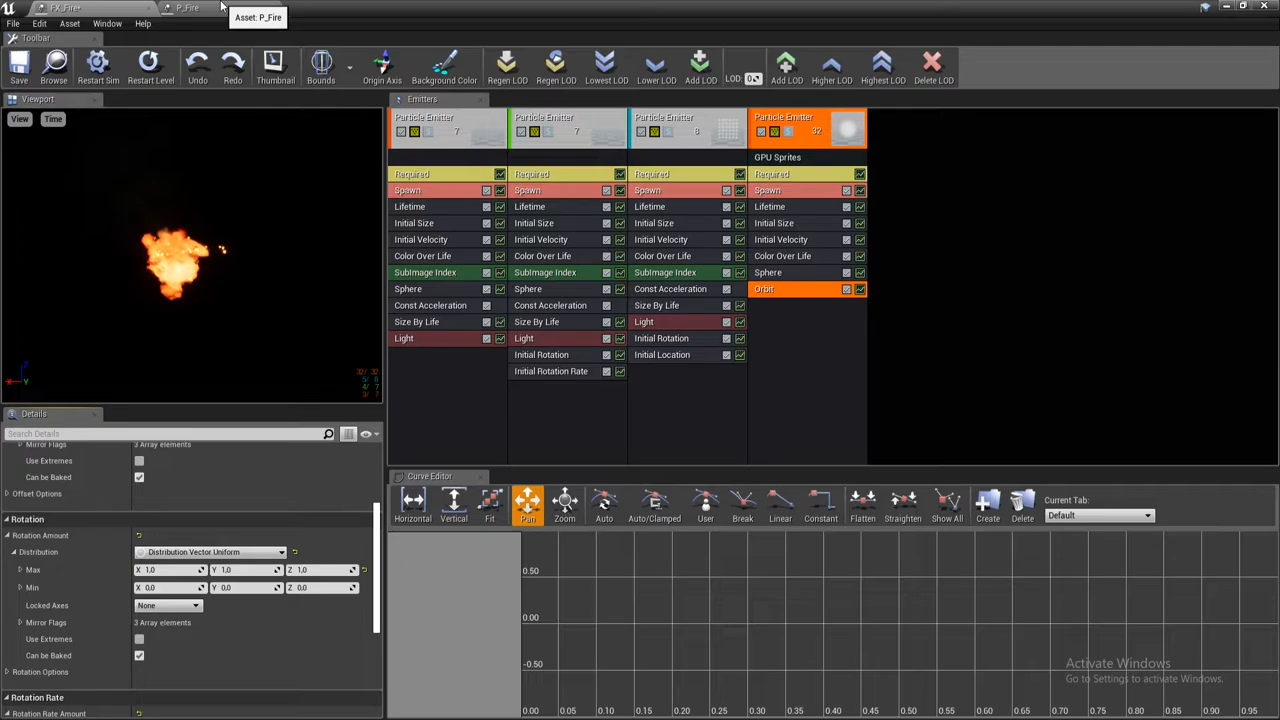 FX_Fire*
P_Fire
Asset: P_Fire
File Edit Asset Window Help
Toolbar
Save Browse Restart Sim Restart Level Undo Redo Thumbnail Bounds Origin Axis Background Color Regen LOD Regen LOD Lowest LOD Lower LOD Add LOD LOD: 0 Add LOD Higher LOD Highest LOD Delete LOD
Viewport
View Time
Emitters
Particle Emitter Particle Emitter Particle Emitter Particle Emitter
7 7 8 32
GPU Sprites
Required Required Required Required
Spawn Spawn Spawn Spawn
Lifetime Lifetime Lifetime Lifetime
Initial Size Initial Size Initial Size Initial Size
Initial Velocity Initial Velocity Initial Velocity Initial Velocity
Color Over Life Color Over Life Color Over Life Color Over Life
SubImage Index SubImage Index SubImage Index Sphere
Sphere Sphere Const Acceleration Orbit
Const Acceleration Const Acceleration Size By Life
Size By Life Size By Life Light
Light Light Initial Rotation
Initial Rotation Initial Location
Initial Rotation Rate
32/ 32
5/ 8
4/ 7
3/ 7
Z
Y
Details
Search Details
Mirror Flags 3 Array elements
Use Extremes
Can be Baked
Offset Options
Rotation
Rotation Amount
Distribution Distribution Vector Uniform
Max X 1,0 Y 1,0 Z 1,0
Min X 0,0 Y 0,0 Z 0,0
Locked Axes None
Mirror Flags 3 Array elements
Use Extremes
Can be Baked
Rotation Options
Rotation Rate
Rotation Rate Amount
Curve Editor
Horizontal Vertical Fit Pan Zoom Auto Auto/Clamped User Break Linear Constant Flatten Straighten Show All Create Delete
Current Tab:
Default
0.50
0.00
-0.50
0.00 0.05 0.10 0.15 0.20 0.25 0.30 0.35 0.40 0.45 0.50 0.55 0.60 0.65 0.70 0.75 0.80 0.85 0.90 0.95
Activate Windows
Go to Settings to activate Windows.